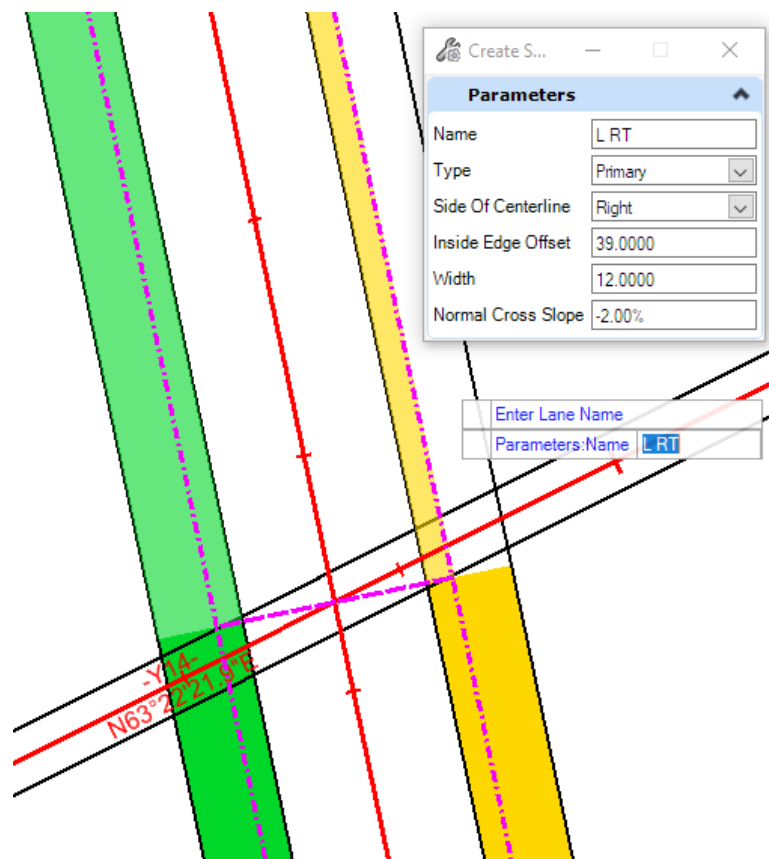 Create S...
Parameters
Name L RT
Type Primary
Side Of Centerline Right
Inside Edge Offset 39.0000
Width 12.0000
Normal Cross Slope -2.00%
Enter Lane Name
Parameters:Name L RT
-Y14-
N63°22'21.9"E